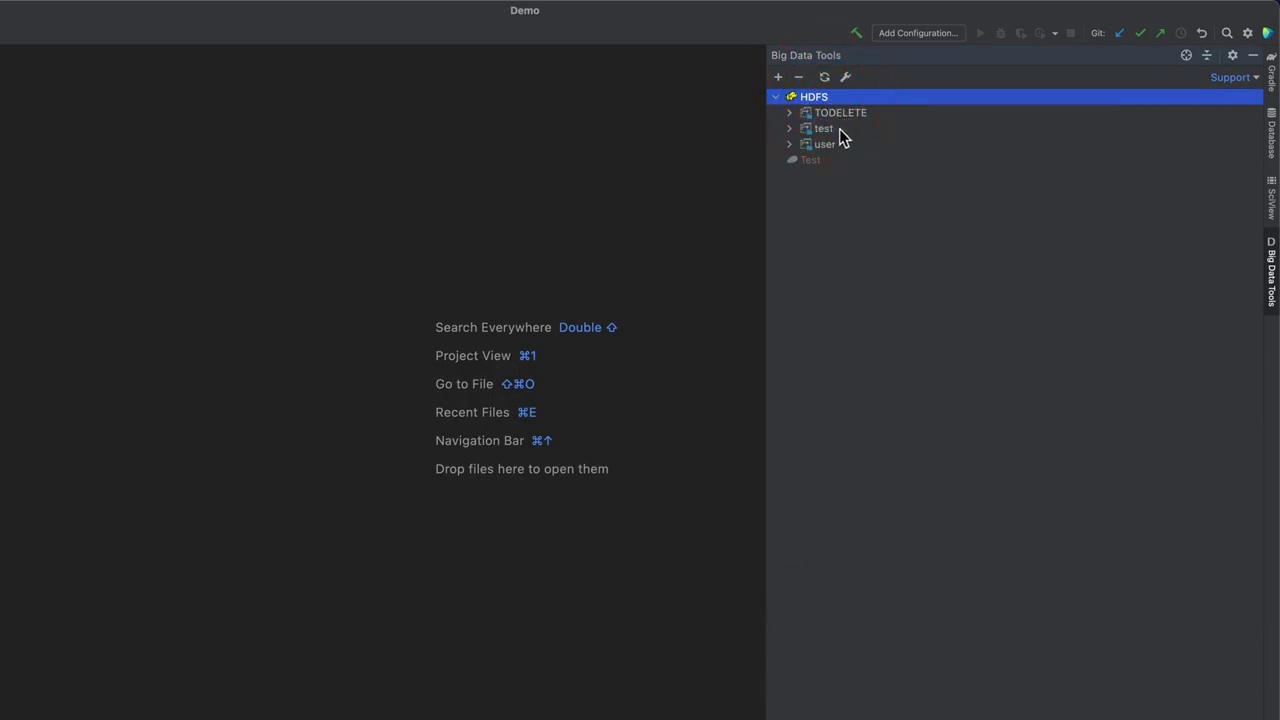 Demo
Add Configuration...
Git:
Big Data Tools
Support
HDFS
TODELETE
test
user
Test
Search Everywhere Double ⇧
Project View ⌘1
Go to File ⇧⌘O
Recent Files ⌘E
Navigation Bar ⌘↑
Drop files here to open them
Gradle
Database
SciView
D Big Data Tools